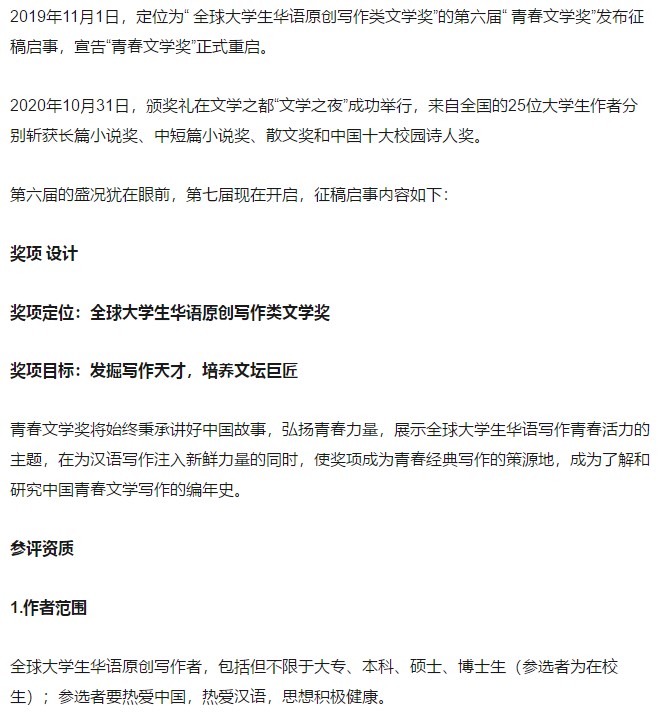 2019年11月1日，定位为“ 全球大学生华语原创写作类文学奖”的第六届“ 青春文学奖”发布征
稿启事，宣告“青春文学奖”正式重启。
2020年10月31日，颁奖礼在文学之都“文学之夜”成功举行，来自全国的25位大学生作者分
别斩获长篇小说奖、中短篇小说奖、散文奖和中国十大校园诗人奖。
第六届的盛况犹在眼前，第七届现在开启，征稿启事内容如下：
奖项 设计
奖项定位：全球大学生华语原创写作类文学奖
奖项目标：发掘写作天才，培养文坛巨匠
青春文学奖将始终秉承讲好中国故事，弘扬青春力量，展示全球大学生华语写作青春活力的
主题，在为汉语写作注入新鲜力量的同时，使奖项成为青春经典写作的策源地，成为了解和
研究中国青春文学写作的编年史。
参评资质
1.作者范围
全球大学生华语原创写作者，包括但不限于大专、本科、硕士、博士生（参选者为在校
生）；参选者要热爱中国，热爱汉语，思想积极健康。